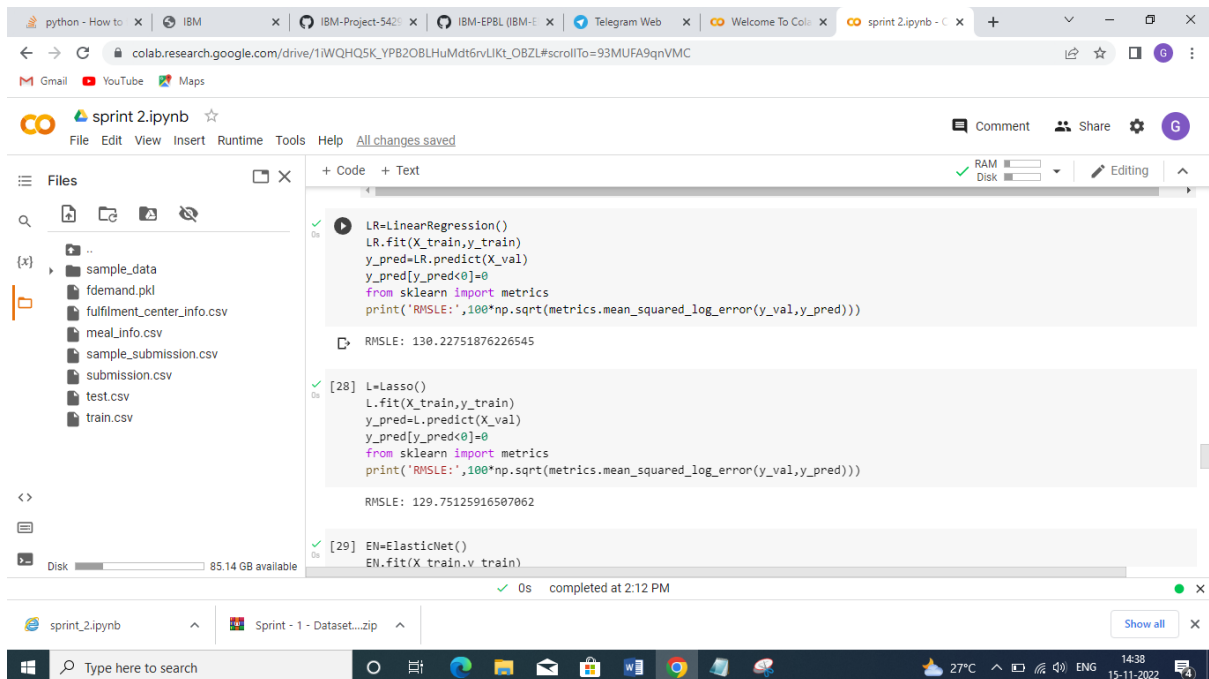 python - How to
IBM
IBM-Project-5429
IBM-EPBL (IBM-E
Telegram Web
Welcome To Cola
sprint 2.ipynb - C
colab.research.google.com/drive/1iWQHQ5K_YPB2OBLHuMdt6rvLIKt_OBZL#scrollTo=93MUFA9qnVMC
G
Gmail
YouTube
Maps
sprint 2.ipynb
File Edit View Insert Runtime Tools Help All changes saved
Comment
Share
G
Files
+ Code + Text
RAM
Disk
Editing
{x}
..
sample_data
fdemand.pkl
fulfilment_center_info.csv
meal_info.csv
sample_submission.csv
submission.csv
test.csv
train.csv
Disk
85.14 GB available
0s
LR=LinearRegression()
LR.fit(X_train,y_train)
y_pred=LR.predict(X_val)
y_pred[y_pred<0]=0
from sklearn import metrics
print('RMSLE:',100*np.sqrt(metrics.mean_squared_log_error(y_val,y_pred)))
RMSLE: 130.22751876226545
0s
[28] L=Lasso()
L.fit(X_train,y_train)
y_pred=L.predict(X_val)
y_pred[y_pred<0]=0
from sklearn import metrics
print('RMSLE:',100*np.sqrt(metrics.mean_squared_log_error(y_val,y_pred)))
RMSLE: 129.75125916507062
0s
[29] EN=ElasticNet()
EN.fit(X_train,y_train)
0s completed at 2:12 PM
sprint_2.ipynb
Sprint - 1 - Dataset....zip
Show all
Type here to search
27°C
ENG
14:38
15-11-2022
4